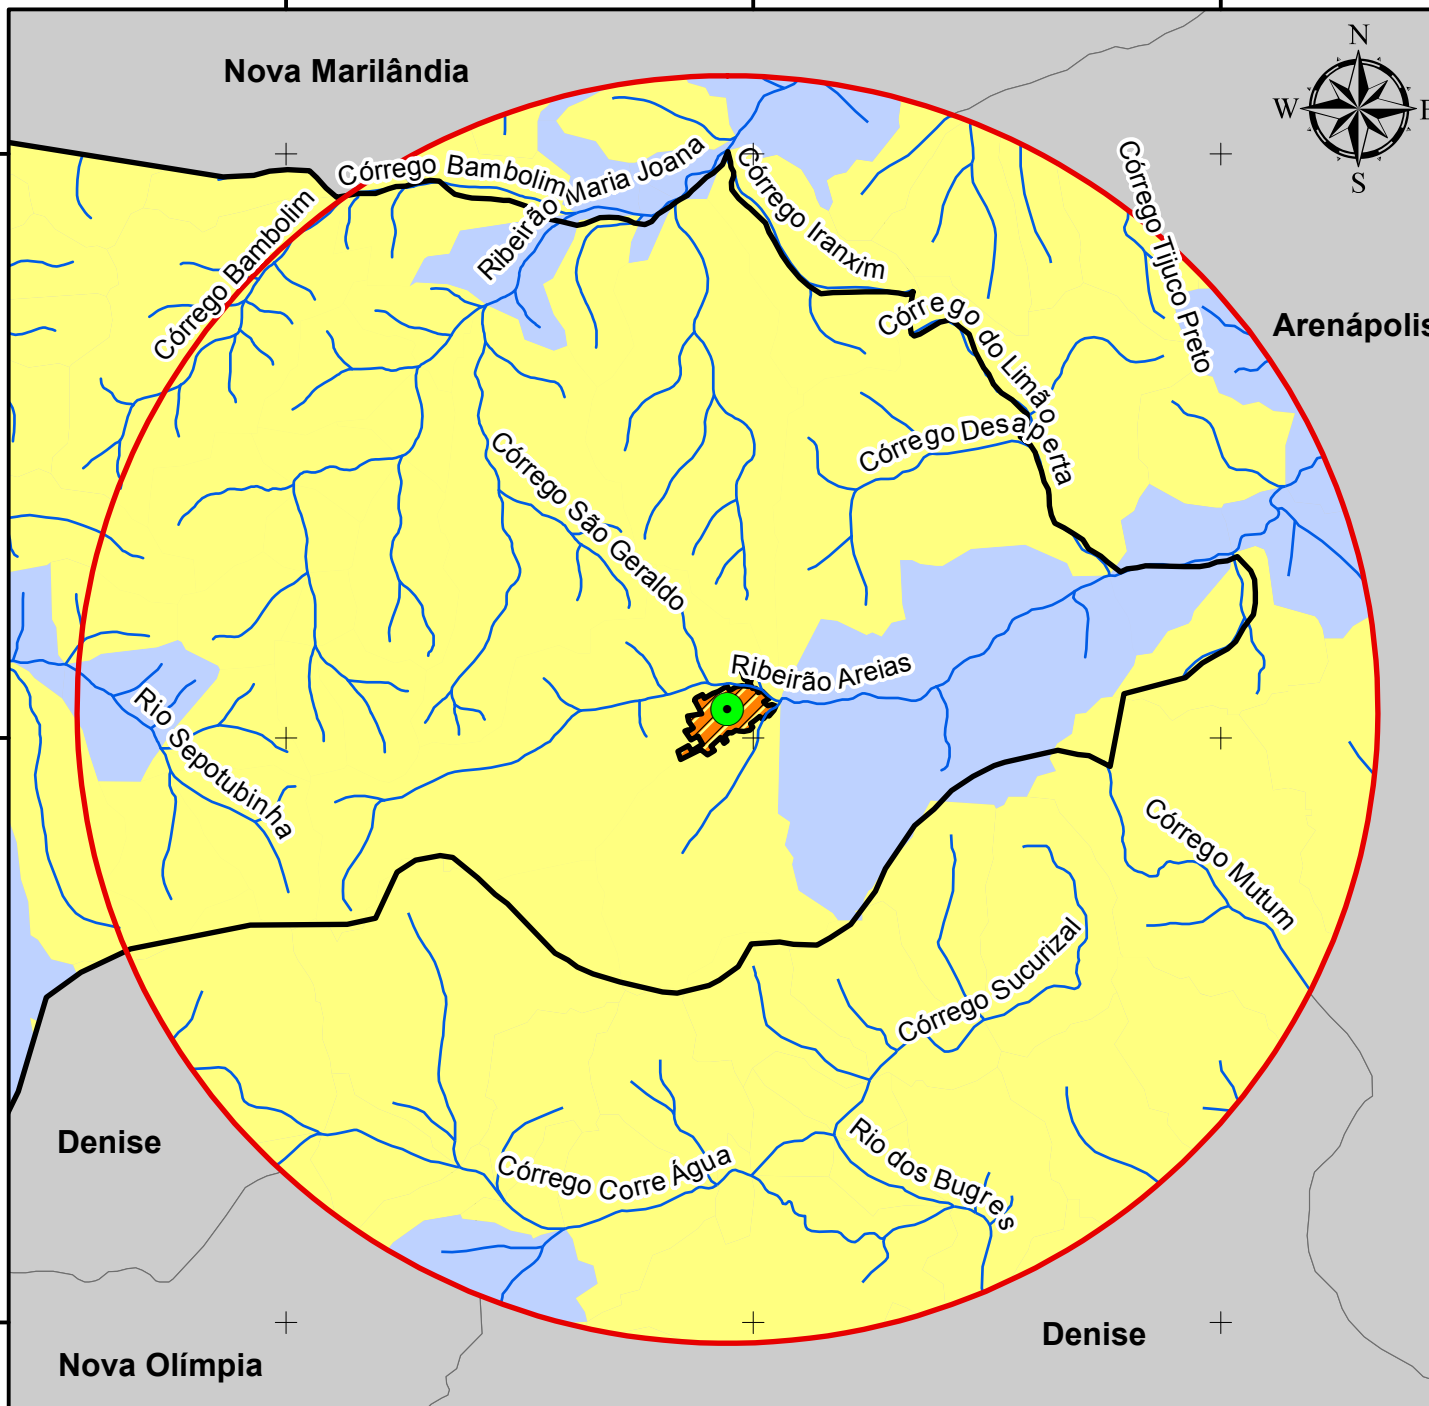 N
Nova Marilândia
W
E
S
Córrego Bambolim
Ribeirão Maria Joana
Córrego Iranxim
Córrego Tijuco Preto
Córrego Bambolim
Córrego do Limão
Arenápolis
Córrego Desaperta
Córrego São Geraldo
Ribeirão Areias
Rio Sepotubinha
Córrego Mutum
Córrego Sucurizal
Denise
Córrego Corre Água
Rio dos Bugres
Denise
Nova Olímpia